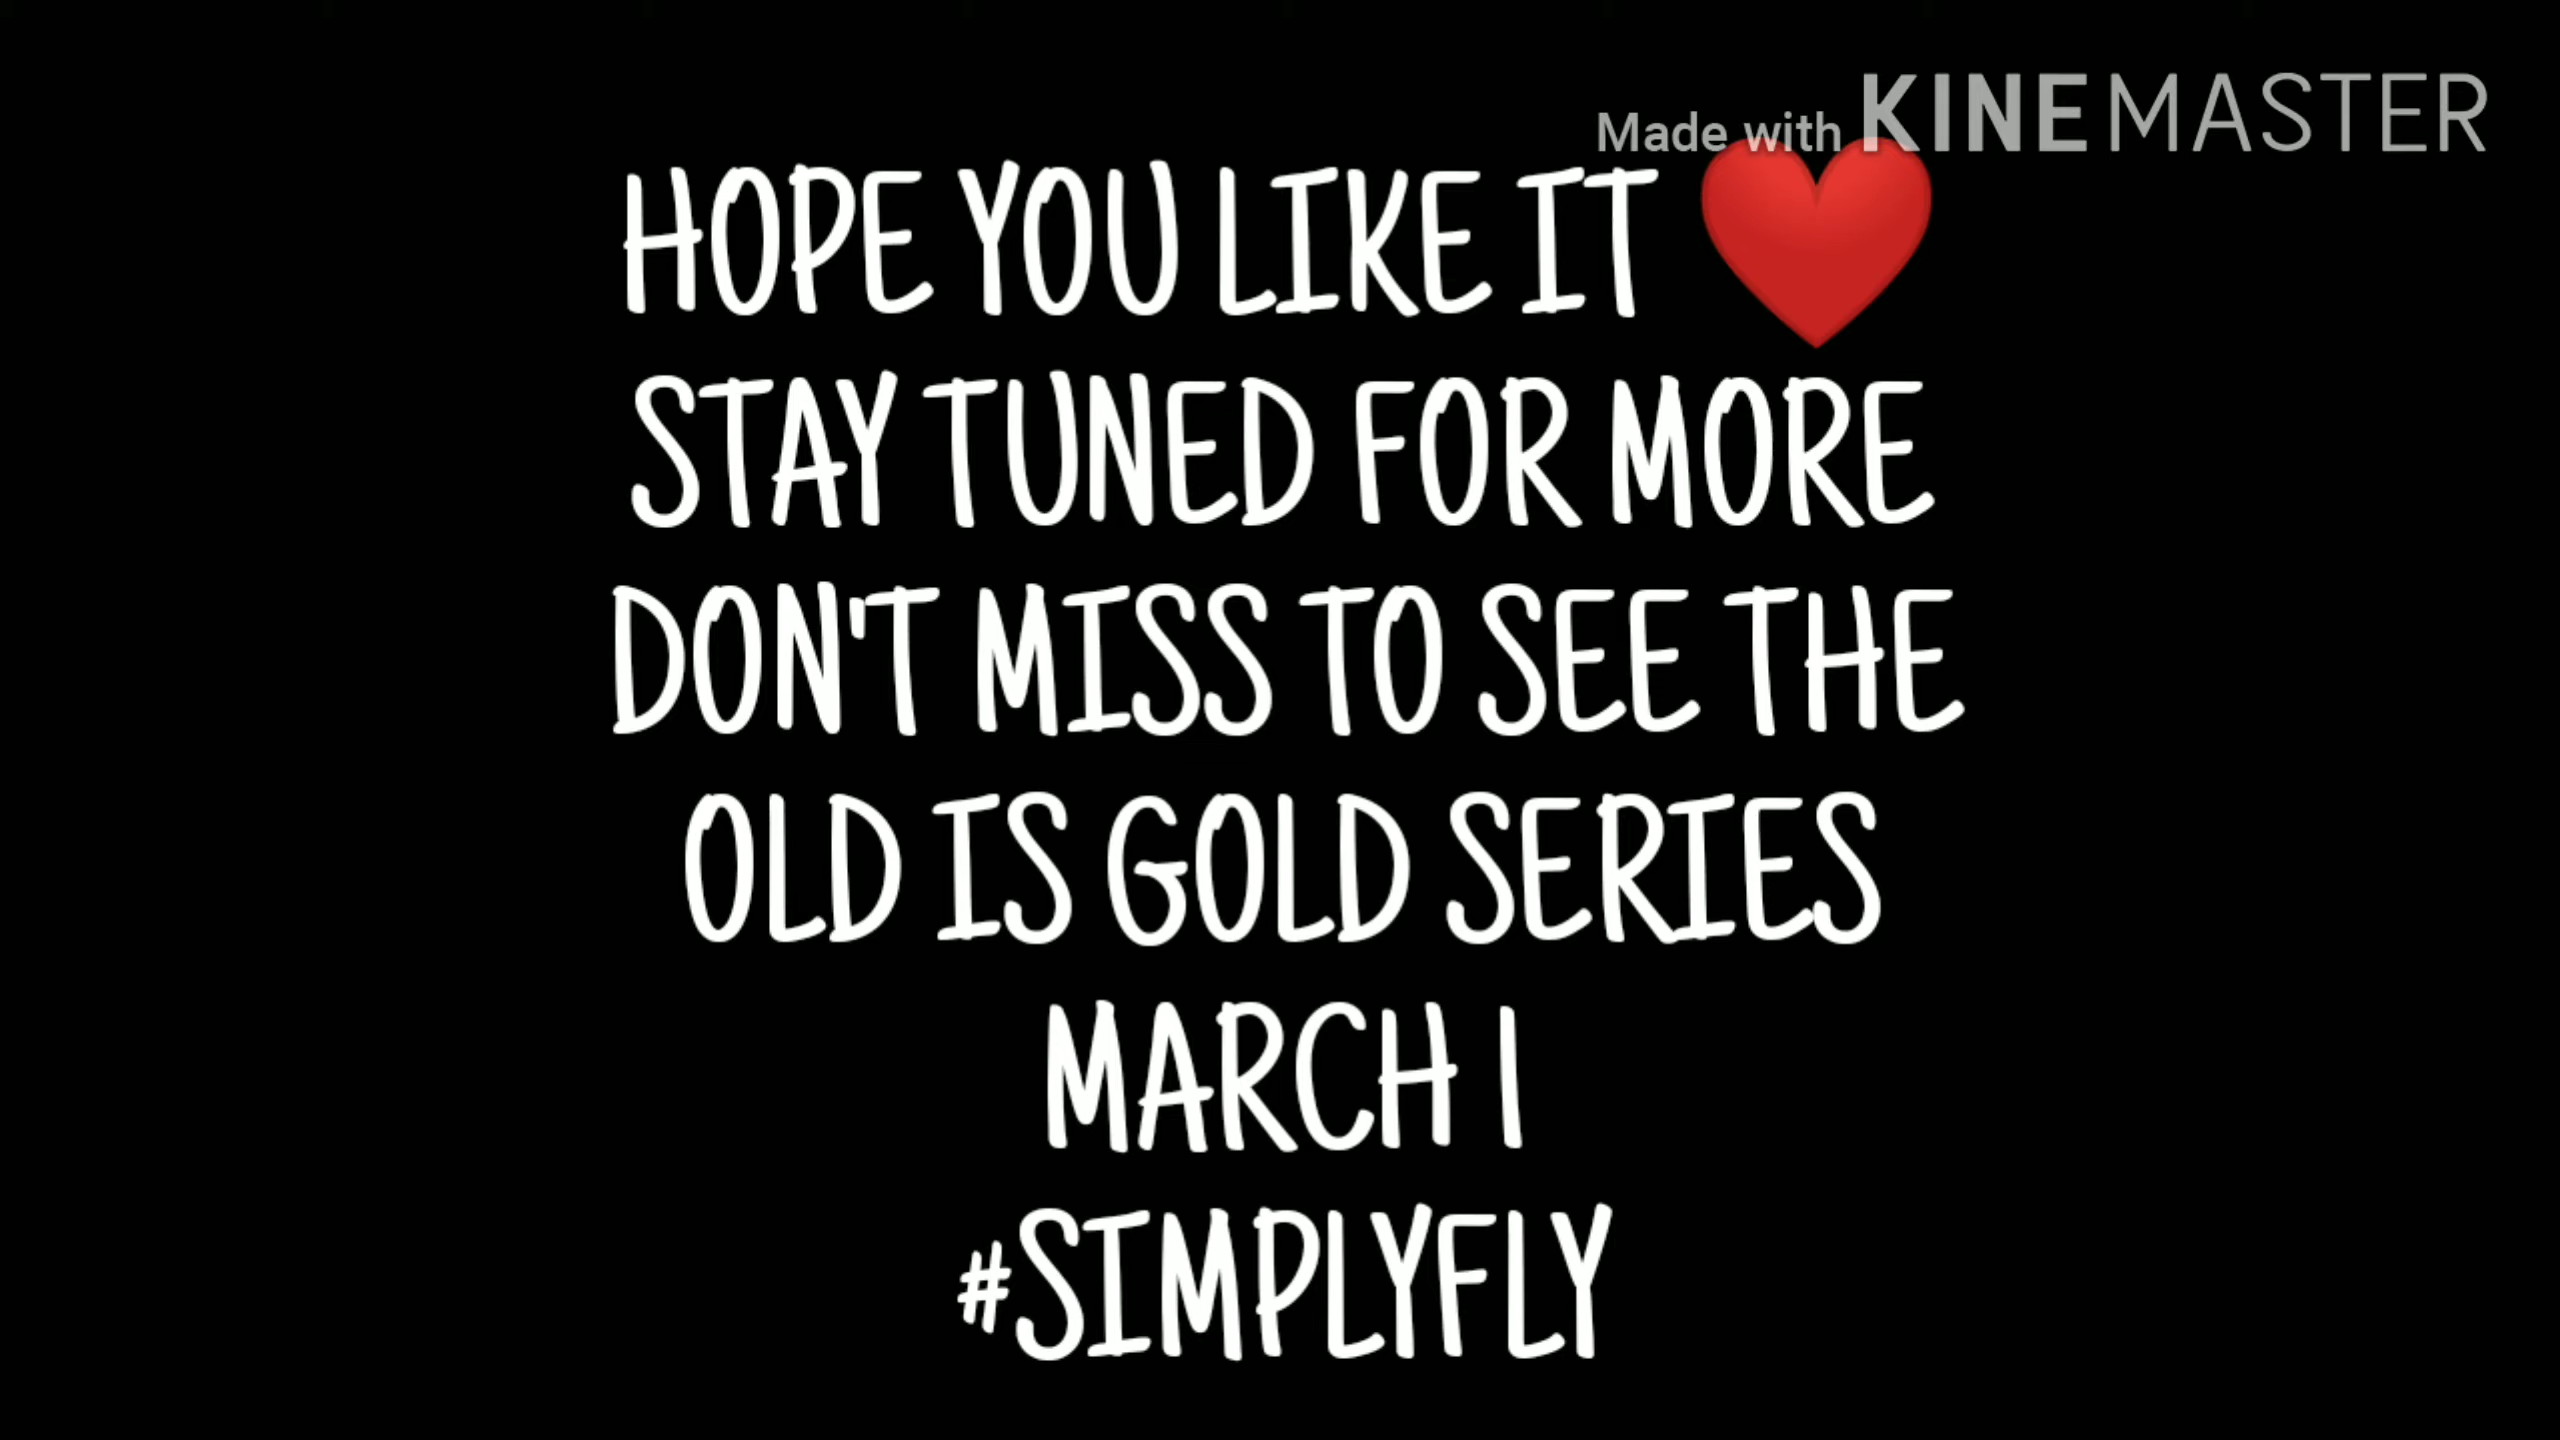 Made with KINEMASTER
HOPE YOU LIKE IT ❤
STAY TUNED FOR MORE
DON'T MISS TO SEE THE
OLD IS GOLD SERIES
MARCH 1
#SIMPLYFLY